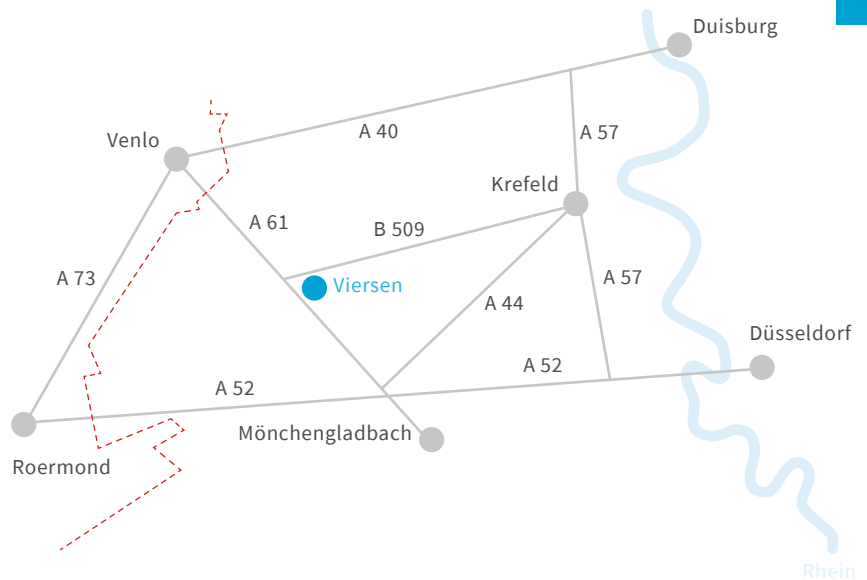 Duisburg
A 40
A 57
Venlo
Krefeld
A 61
B 509
A 73
A 57
Viersen
A 44
Düsseldorf
A 52
A 52
Mönchengladbach
Roermond
Rhein